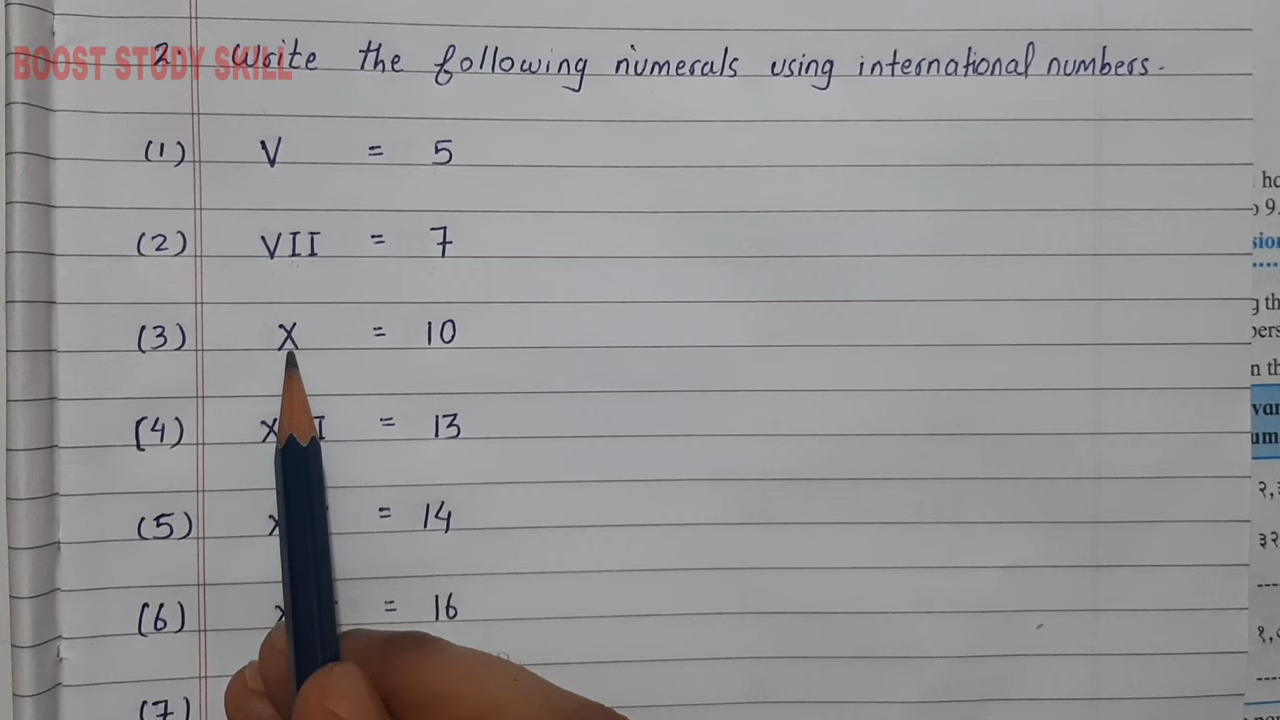 BOOST STUDY SKILL
2. Write the following numerals using international numbers.
(1) V = 5
(2) VII = 7
(3) X = 10
(4) = 13
(5) = 14
(6) = 16
(7)